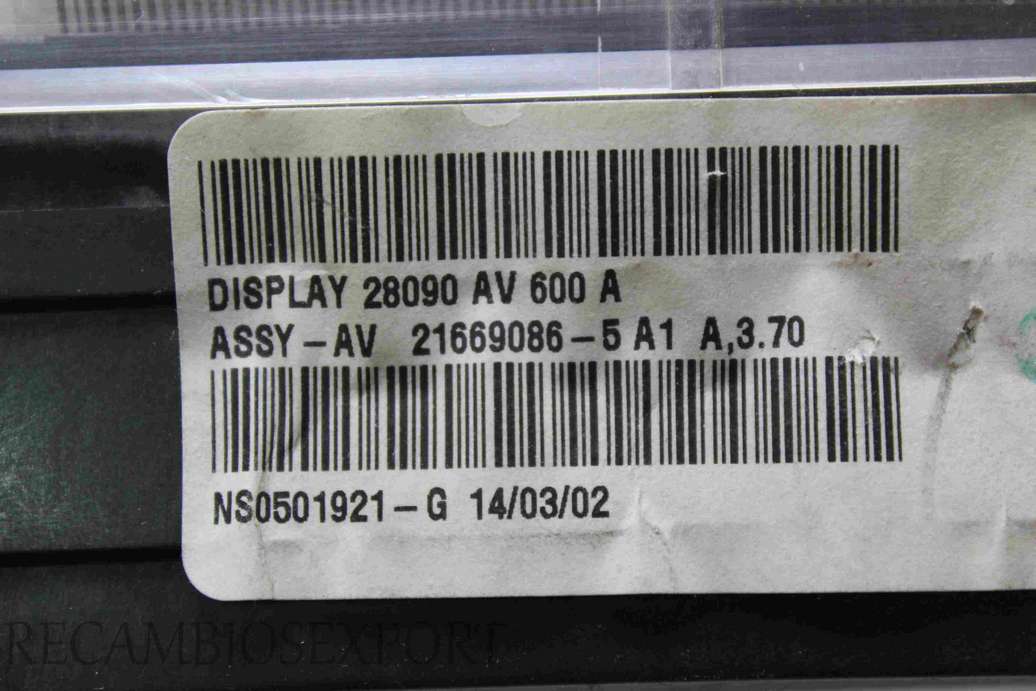 DISPLAY 28090 AV 600 A
ASSY-AV 21669086-5 A1 A,3.70
NS0501921-G 14/03/02
RECAMBIOSEXPORT